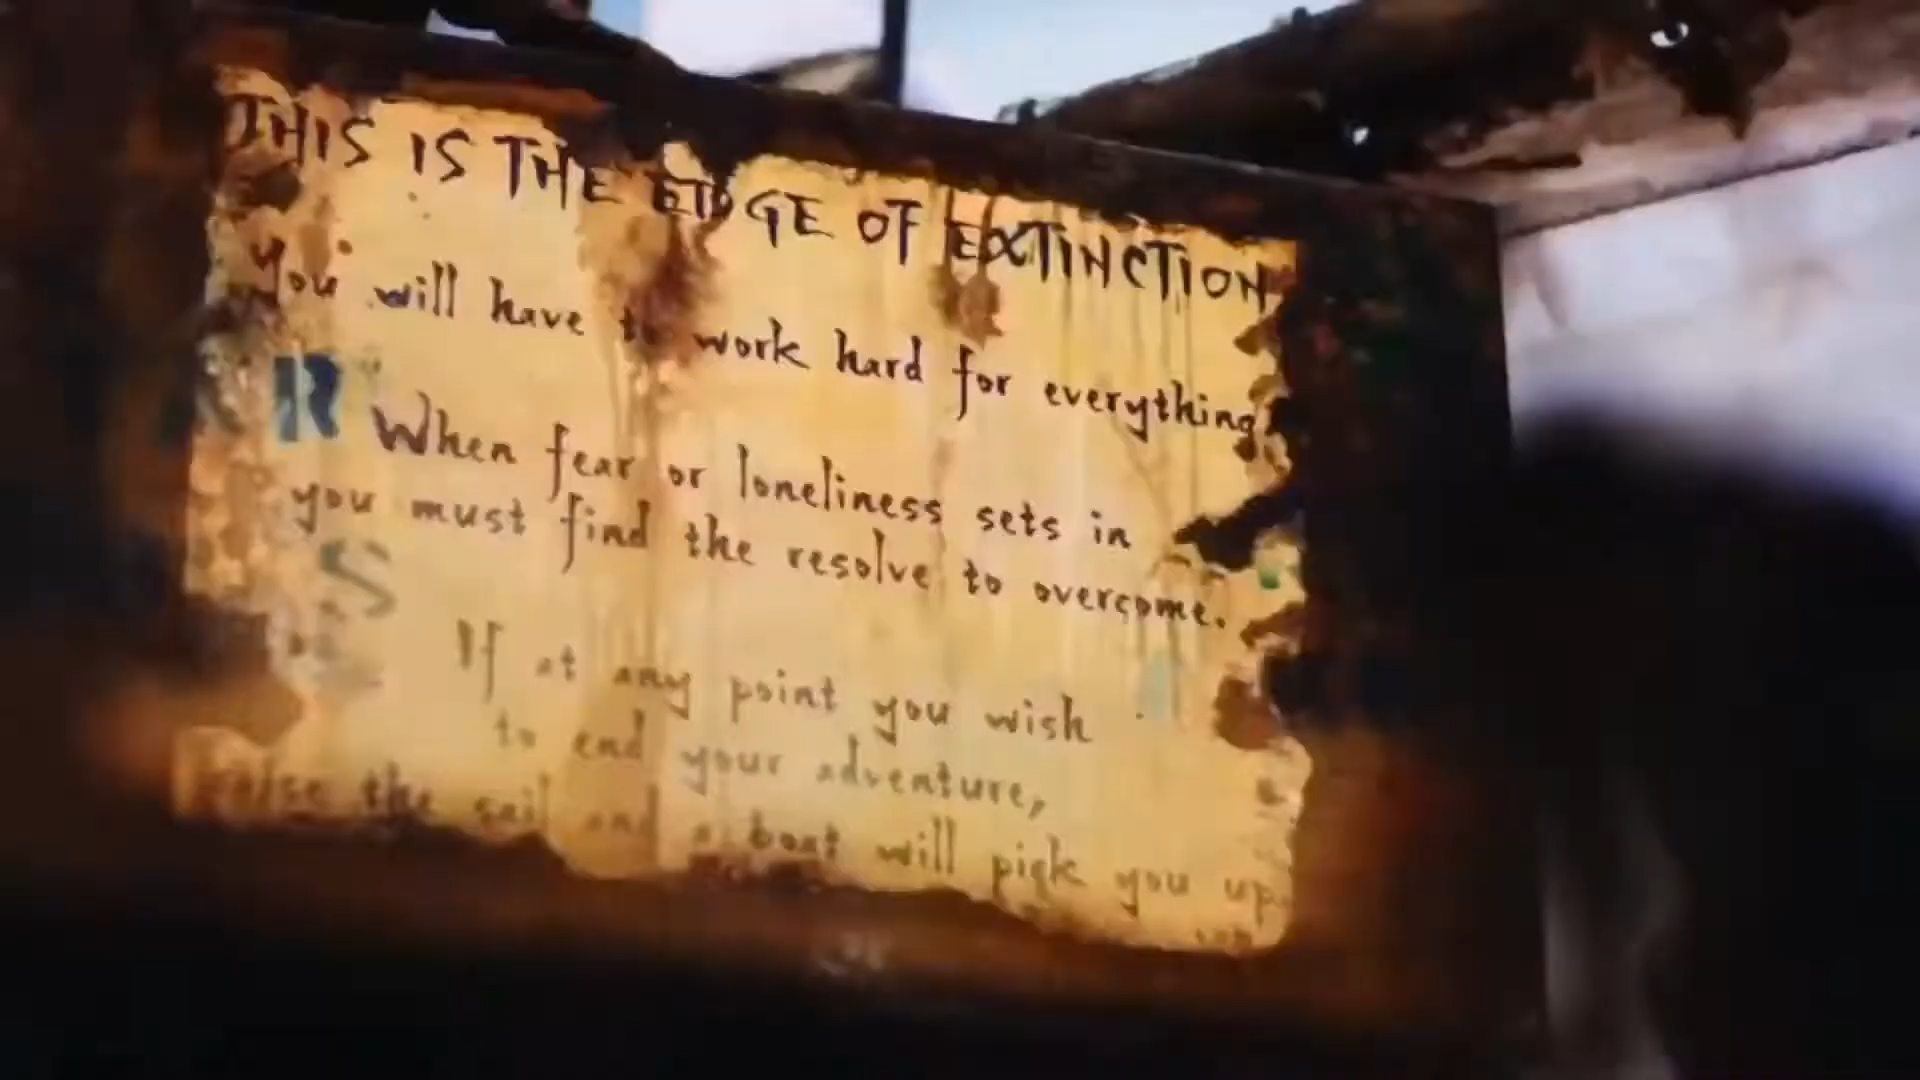 THIS IS THE EDGE OF EXTINCTION
You will have to work hard for everything
R
When fear or loneliness sets in
you must find the resolve to overcome.
S
If at any point you wish
to end your adventure,
raise the sail and a boat will pick you up.